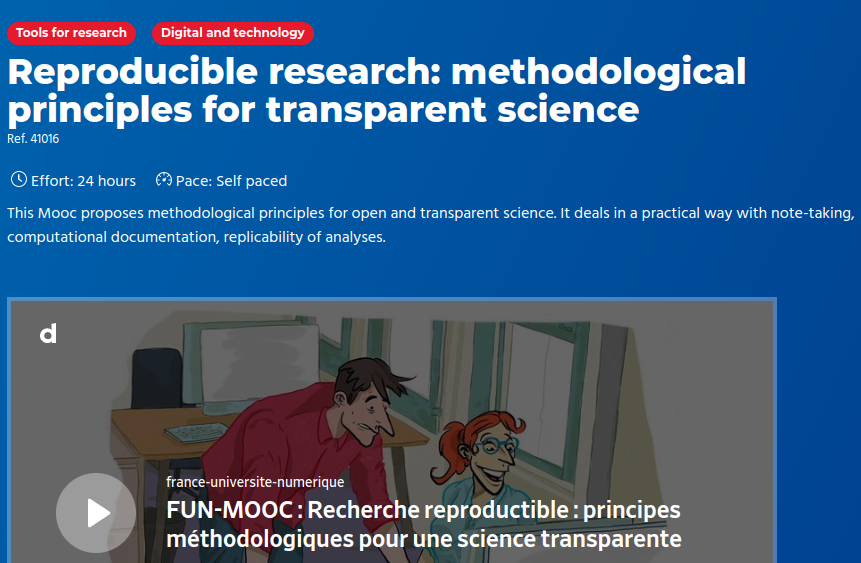 Tools for research
Digital and technology
Reproducible research: methodological
principles for transparent science
Ref. 41016
Effort: 24 hours
Pace: Self paced
This Mooc proposes methodological principles for open and transparent science. It deals in a practical way with note-taking,
computational documentation, replicability of analyses.
d
france-universite-numerique
FUN-MOOC : Recherche reproductible : principes
méthodologiques pour une science transparente